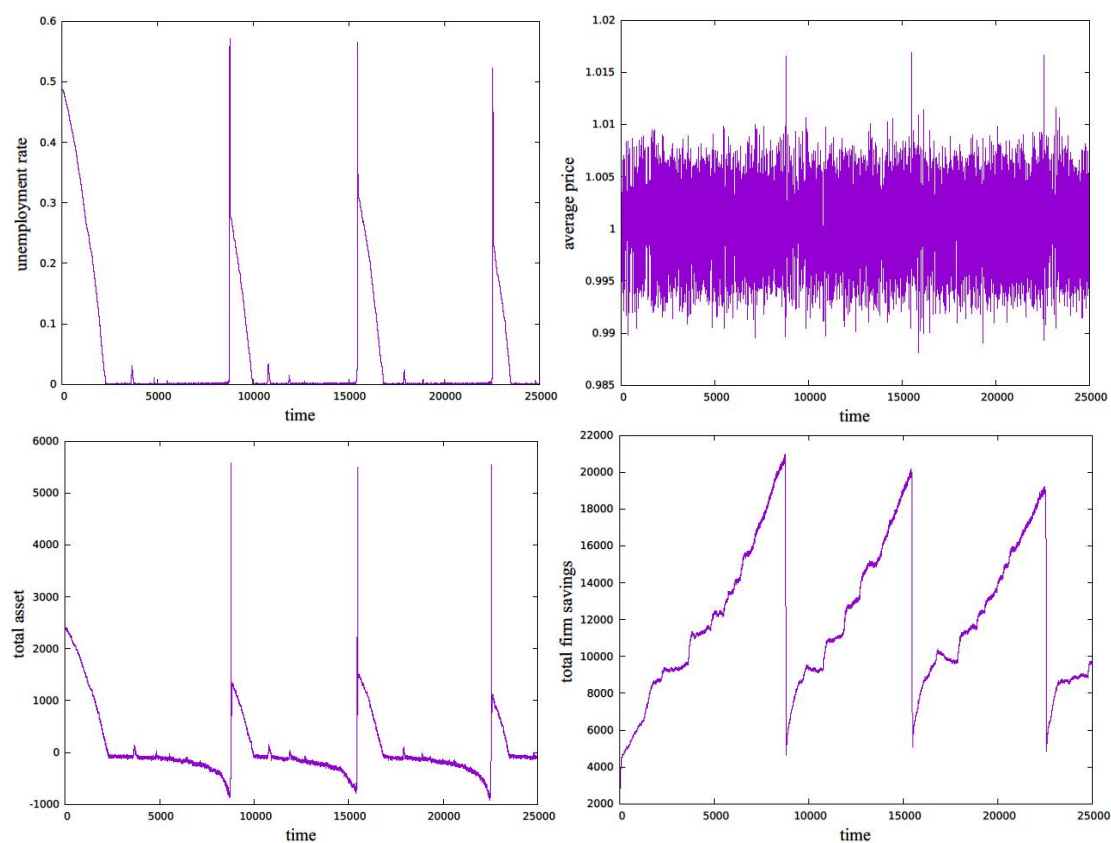 0.6
0.5
0.4
0.3
0.2
0.1
0
unemployment rate
0 5000 10000 15000 20000 25000
time
1.02
1.015
1.01
1.005
1
0.995
0.99
0.985
average price
0 5000 10000 15000 20000 25000
time
6000
5000
4000
3000
2000
1000
0
-1000
total asset
0 5000 10000 15000 20000 25000
time
22000
20000
18000
16000
14000
12000
10000
8000
6000
4000
2000
total firm savings
0 5000 10000 15000 20000 25000
time